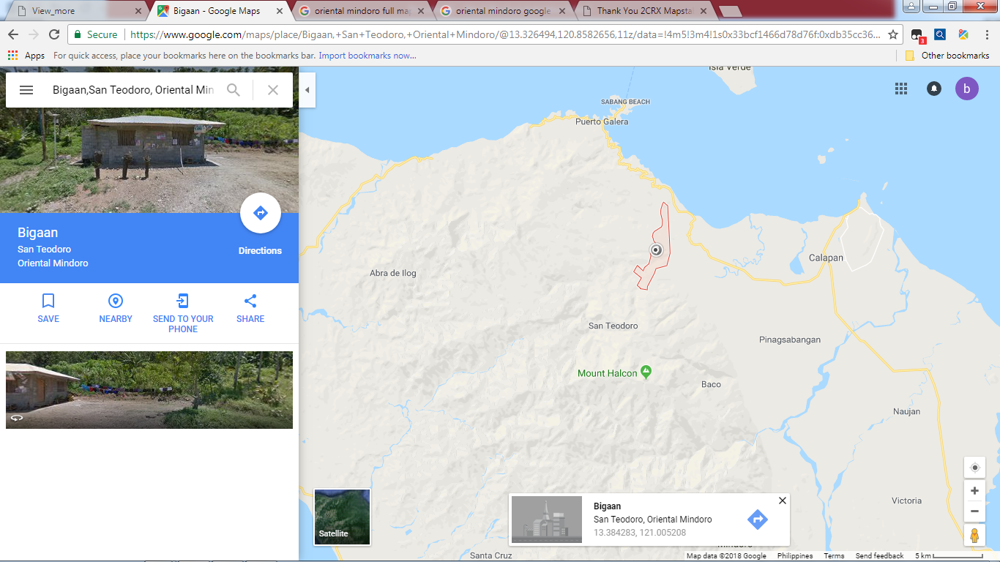 View_more
Bigaan - Google Maps
oriental mindoro full ma
oriental mindoro google
Thank You 2CRX Mapsta
Secure
https://www.google.com/maps/place/Bigaan,+San+Teodoro,+Oriental+Mindoro/@13.326494,120.8582656,11z/data=!4m5!3m4!1s0x33bcf1466d78d76f:0xdb35cc36...
3
Apps
For quick access, place your bookmarks here on the bookmarks bar. Import bookmarks now...
Other bookmarks
Bigaan,San Teodoro, Oriental Min
Bigaan
San Teodoro
Oriental Mindoro
Directions
SAVE
NEARBY
SEND TO YOUR
PHONE
SHARE
Isla Verde
b
SABANG BEACH
Puerto Galera
Calapan
Abra de Ilog
San Teodoro
Pinagsabangan
Mount Halcon
Baco
Naujan
Victoria
Satellite
Bigaan
San Teodoro, Oriental Mindoro
13.384283, 121.005208
Mindoro
Santa Cruz
Map data ©2018 Google
Philippines
Terms
Send feedback
5 km